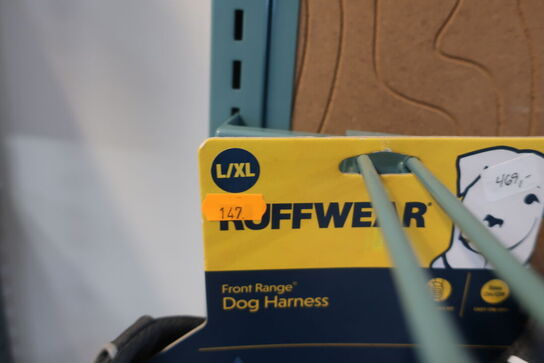 L/XL
469,-
147
RUFFWEAR
Front Range®
Dog Harness